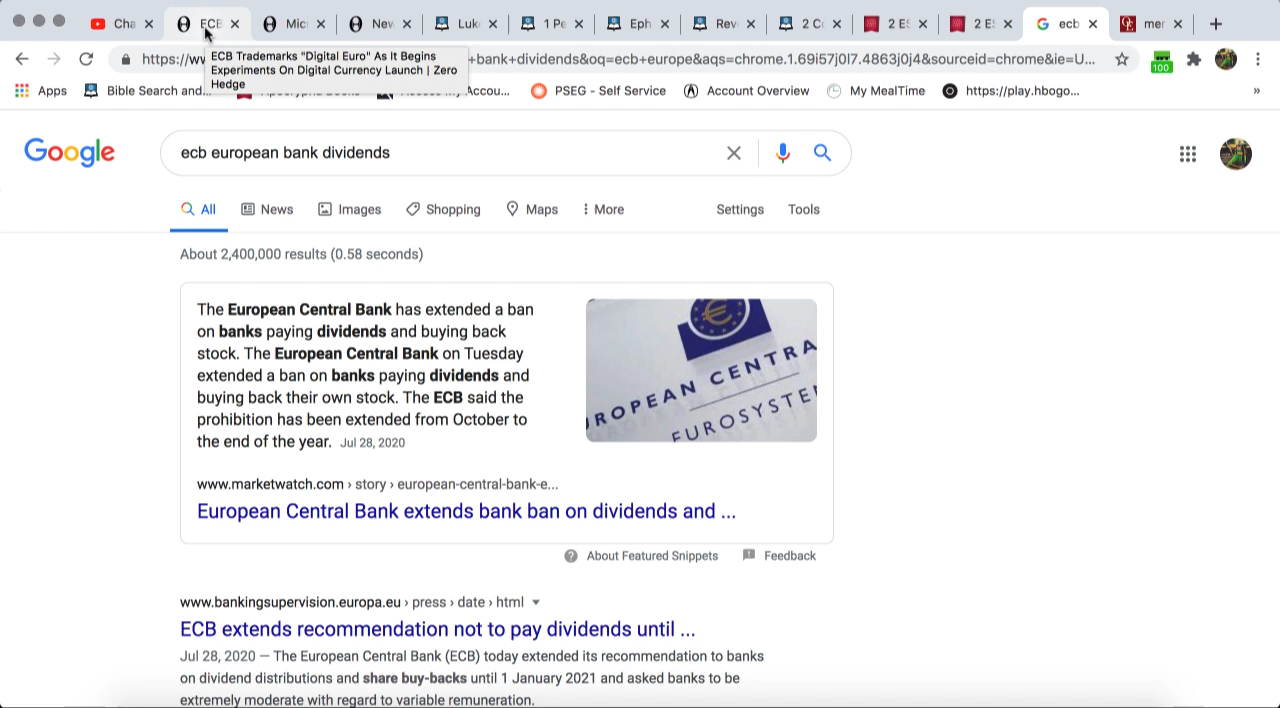 Cha
ECB
Mic
Nev
Luk
1 Pe
Eph
Rev
2 C
2 ES
2 ES
ecb
mer
https://ww
+bank+dividends&oq=ecb+europe&aqs=chrome.1.69i57j0l7.4863j0j4&sourceid=chrome&ie=U...
100
ECB Trademarks "Digital Euro" As It Begins
Experiments On Digital Currency Launch | Zero
Hedge
Apps
Bible Search and...
Accou...
PSEG - Self Service
Account Overview
My MealTime
https://play.hbogo...
»
Google
ecb european bank dividends
All
News
Images
Shopping
Maps
More
Settings
Tools
About 2,400,000 results (0.58 seconds)
The European Central Bank has extended a ban
on banks paying dividends and buying back
stock. The European Central Bank on Tuesday
extended a ban on banks paying dividends and
buying back their own stock. The ECB said the
prohibition has been extended from October to
the end of the year. Jul 28, 2020
UROPEAN CENTRA
EUROSYSTE
www.marketwatch.com › story › european-central-bank-e...
European Central Bank extends bank ban on dividends and ...
About Featured Snippets
Feedback
www.bankingsupervision.europa.eu › press › date › html
ECB extends recommendation not to pay dividends until ...
Jul 28, 2020 — The European Central Bank (ECB) today extended its recommendation to banks
on dividend distributions and share buy-backs until 1 January 2021 and asked banks to be
extremely moderate with regard to variable remuneration.